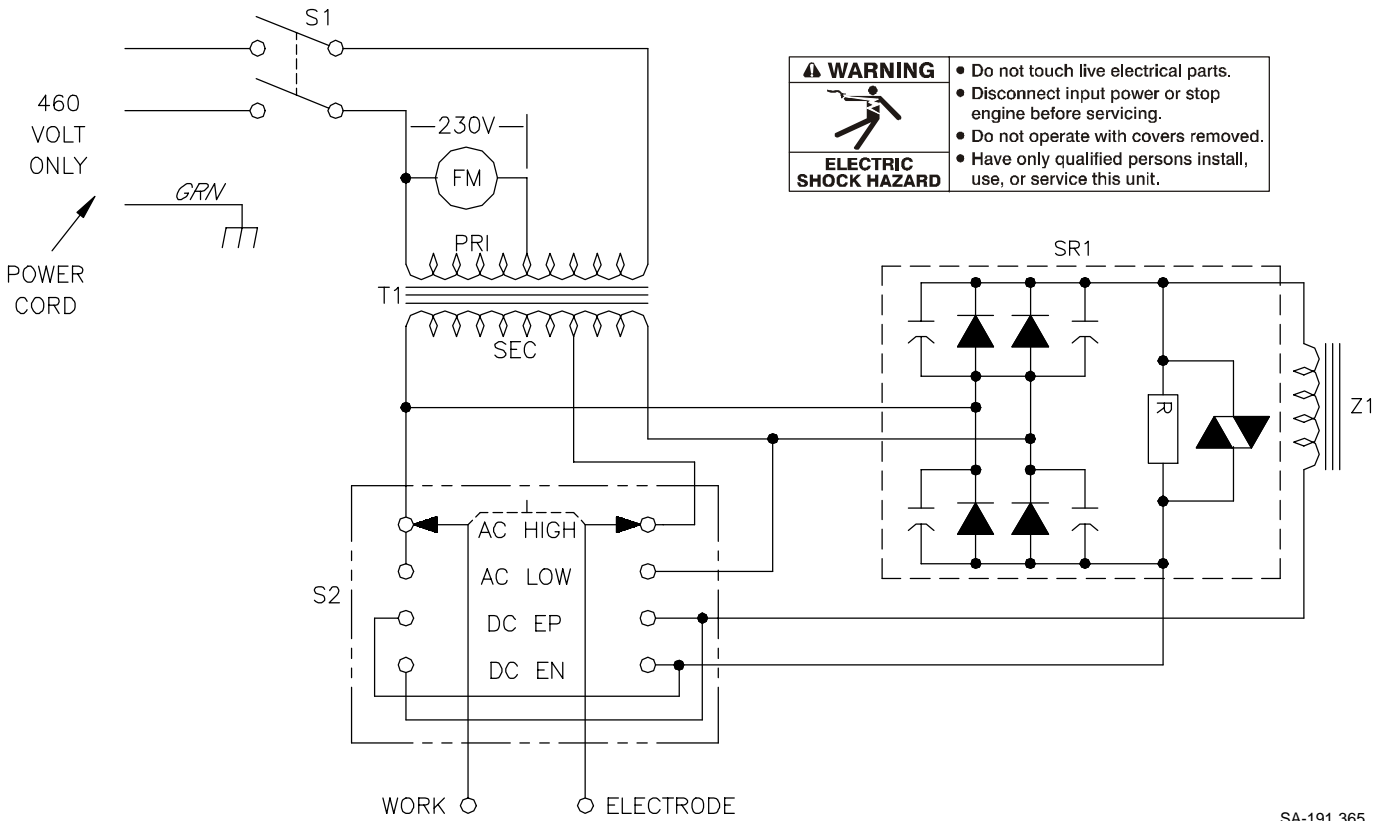 S1
460
VOLT
ONLY
GRN
POWER
CORD
230V
FM
PRI
T1
SEC
WARNING
ELECTRIC
SHOCK HAZARD
• Do not touch live electrical parts.
• Disconnect input power or stop
engine before servicing.
• Do not operate with covers removed.
• Have only qualified persons install,
use, or service this unit.
SR1
R
Z1
S2
AC HIGH
AC LOW
DC EP
DC EN
WORK
ELECTRODE
SA-191 365